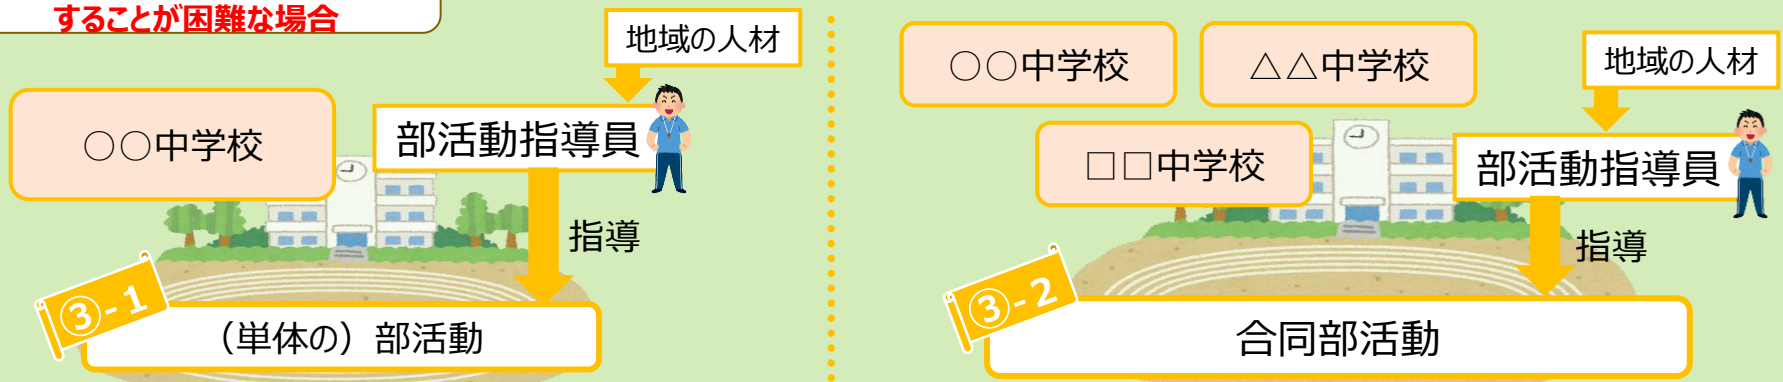 することが困難な場合
地域の人材
○○中学校
部活動指導員
指導
③-1
（単体の）部活動
○○中学校
△△中学校
地域の人材
□□中学校
部活動指導員
指導
③-2
合同部活動